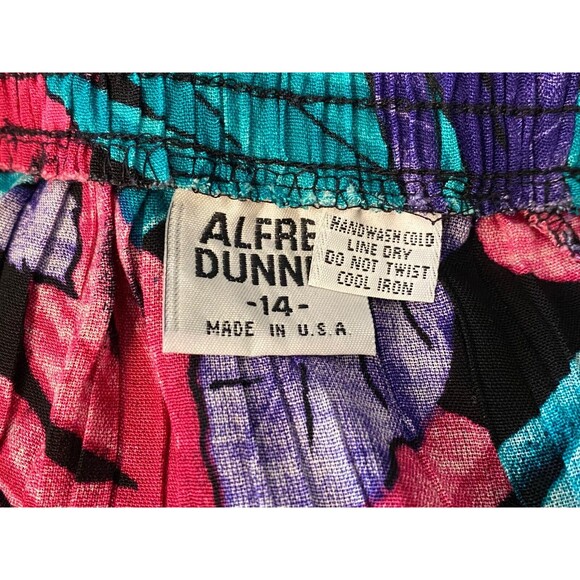 ALFRE
DUNN
-14-
MADE IN U.S.A.
HANDWASH COLD
LINE DRY
DO NOT TWIST
COOL IRON